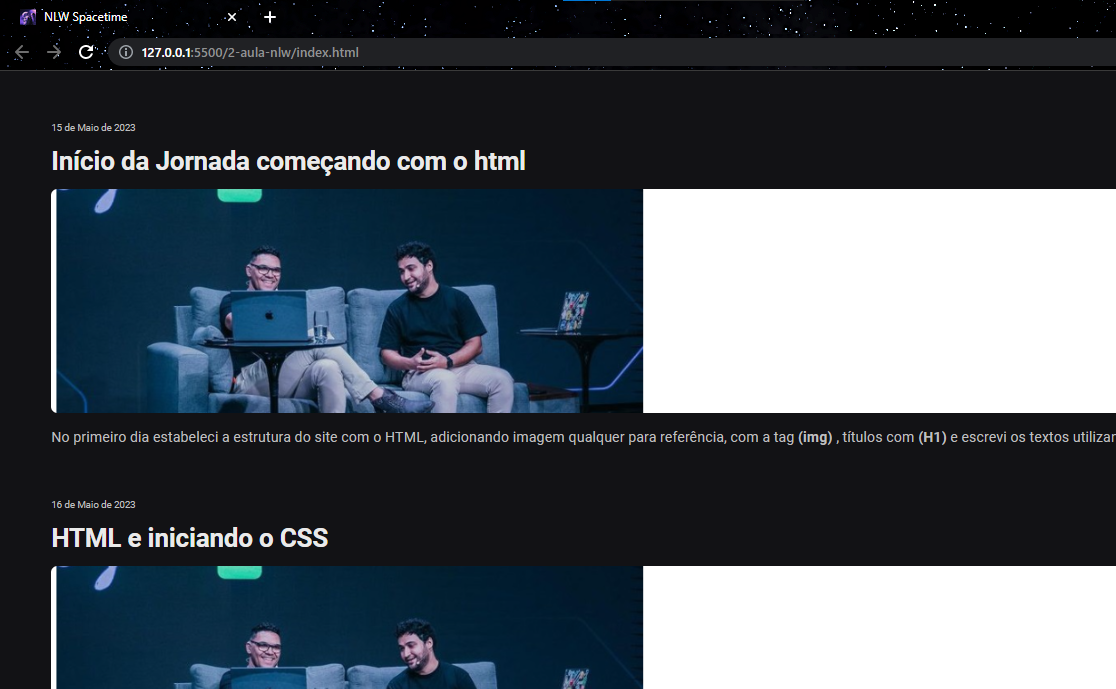 NLW Spacetime
127.0.0.1:5500/2-aula-nlw/index.html
15 de Maio de 2023
Início da Jornada começando com o html
No primeiro dia estabeleci a estrutura do site com o HTML, adicionando imagem qualquer para referência, com a tag (img) , títulos com (H1) e escrevi os textos utilizar
16 de Maio de 2023
HTML e iniciando o CSS